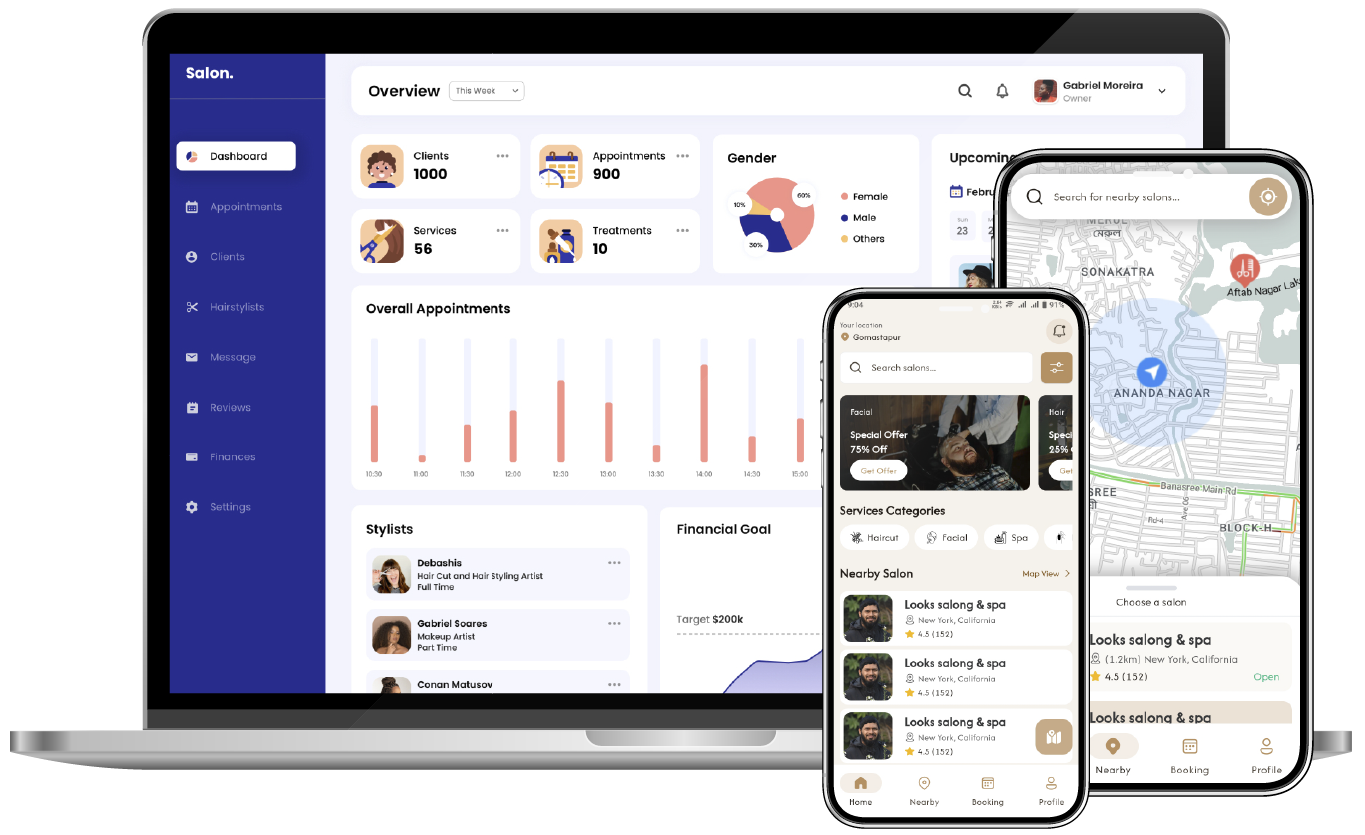 Salon.
Dashboard
Appointments
Clients
Hairstylists
Message
Reviews
Finances
Settings
Overview
This Week
Gabriel Moreira
Owner
Clients
1000
Appointments
900
Services
56
Treatments
10
Gender
60%
10%
30%
Female
Male
Others
Upcoming
Febru
Sun
23
2
Overall Appointments
10:30
11:00
11:30
12:00
12:30
13:00
13:30
14:00
14:30
15:00
Stylists
Debashis
Hair Cut and Hair Styling Artist
Full Time
Gabriel Soares
Makeup Artist
Part Time
Conan Matusov
Financial Goal
Target $200k
9:04
91%
Your location
Gomastapur
Search salons...
Facial
Special Offer
75% Off
Get Offer
Hair
Speci
25%
Get
Services Categories
Haircut
Facial
Spa
Nearby Salon
Map View
Looks salong & spa
New York, California
4.5 (152)
Looks salong & spa
New York, California
4.5 (152)
Looks salong & spa
New York, California
4.5 (152)
Home
Nearby
Booking
Profile
Search for nearby salons...
MERUL
মেরুল
SONAKATRA
Aftab Nagar Lak
ANANDA NAGAR
Banasree Main Rd
SREE
Rd-4
Ave 06
BLOCK-H
Choose a salon
Looks salong & spa
(1.2km) New York, California
4.5 (152)
Open
Looks salong & spa
Nearby
Booking
Profile